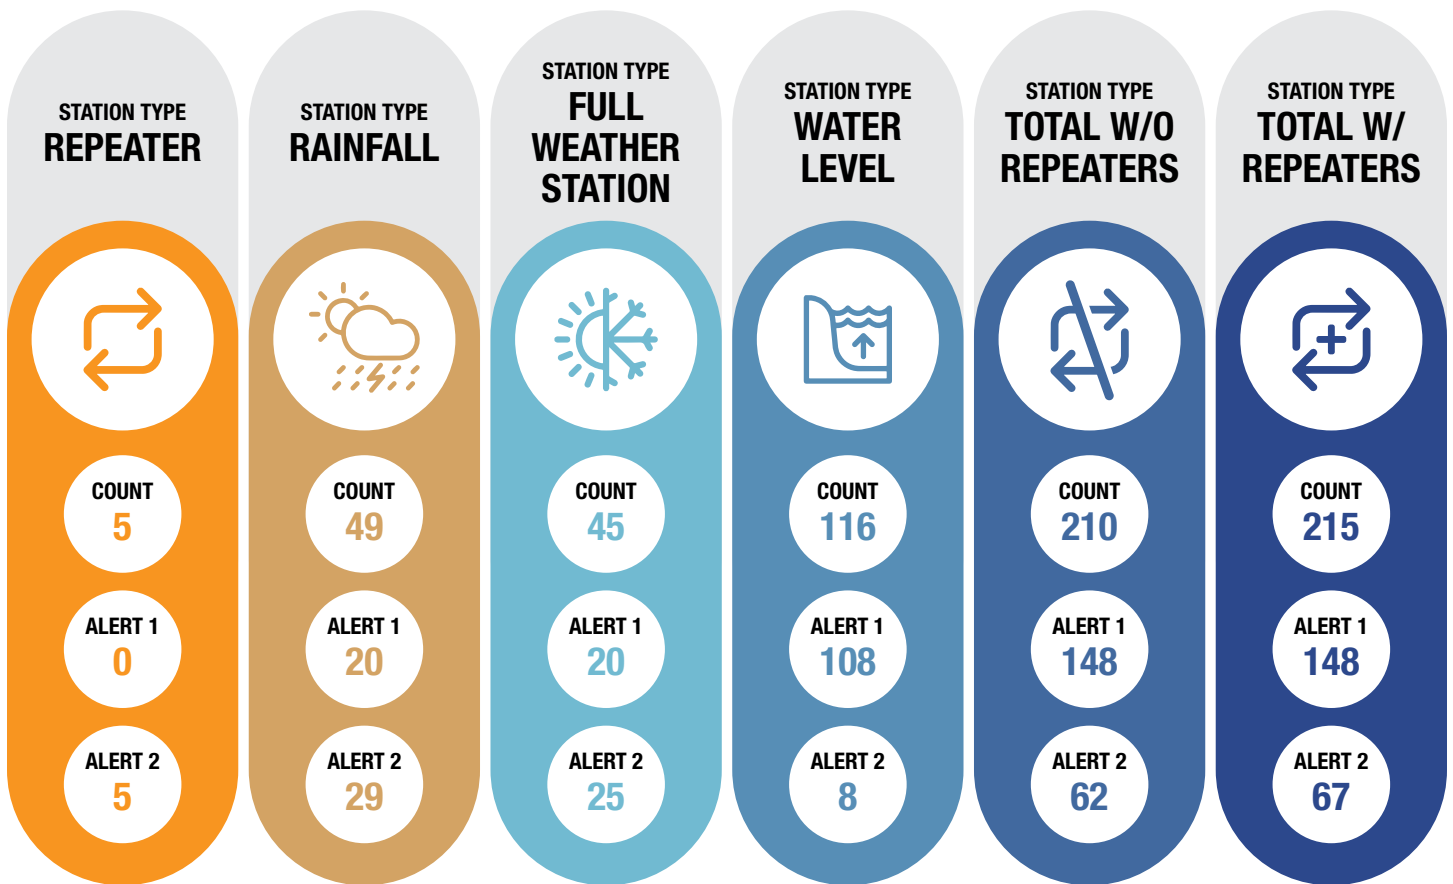 STATION TYPE
REPEATER
COUNT
5
ALERT 1
0
ALERT 2
5
STATION TYPE
RAINFALL
COUNT
49
ALERT 1
20
ALERT 2
29
STATION TYPE
FULL
WEATHER
STATION
COUNT
45
ALERT 1
20
ALERT 2
25
STATION TYPE
WATER
LEVEL
COUNT
116
ALERT 1
108
ALERT 2
8
STATION TYPE
TOTAL W/O
REPEATERS
COUNT
210
ALERT 1
148
ALERT 2
62
STATION TYPE
TOTAL W/
REPEATERS
COUNT
215
ALERT 1
148
ALERT 2
67